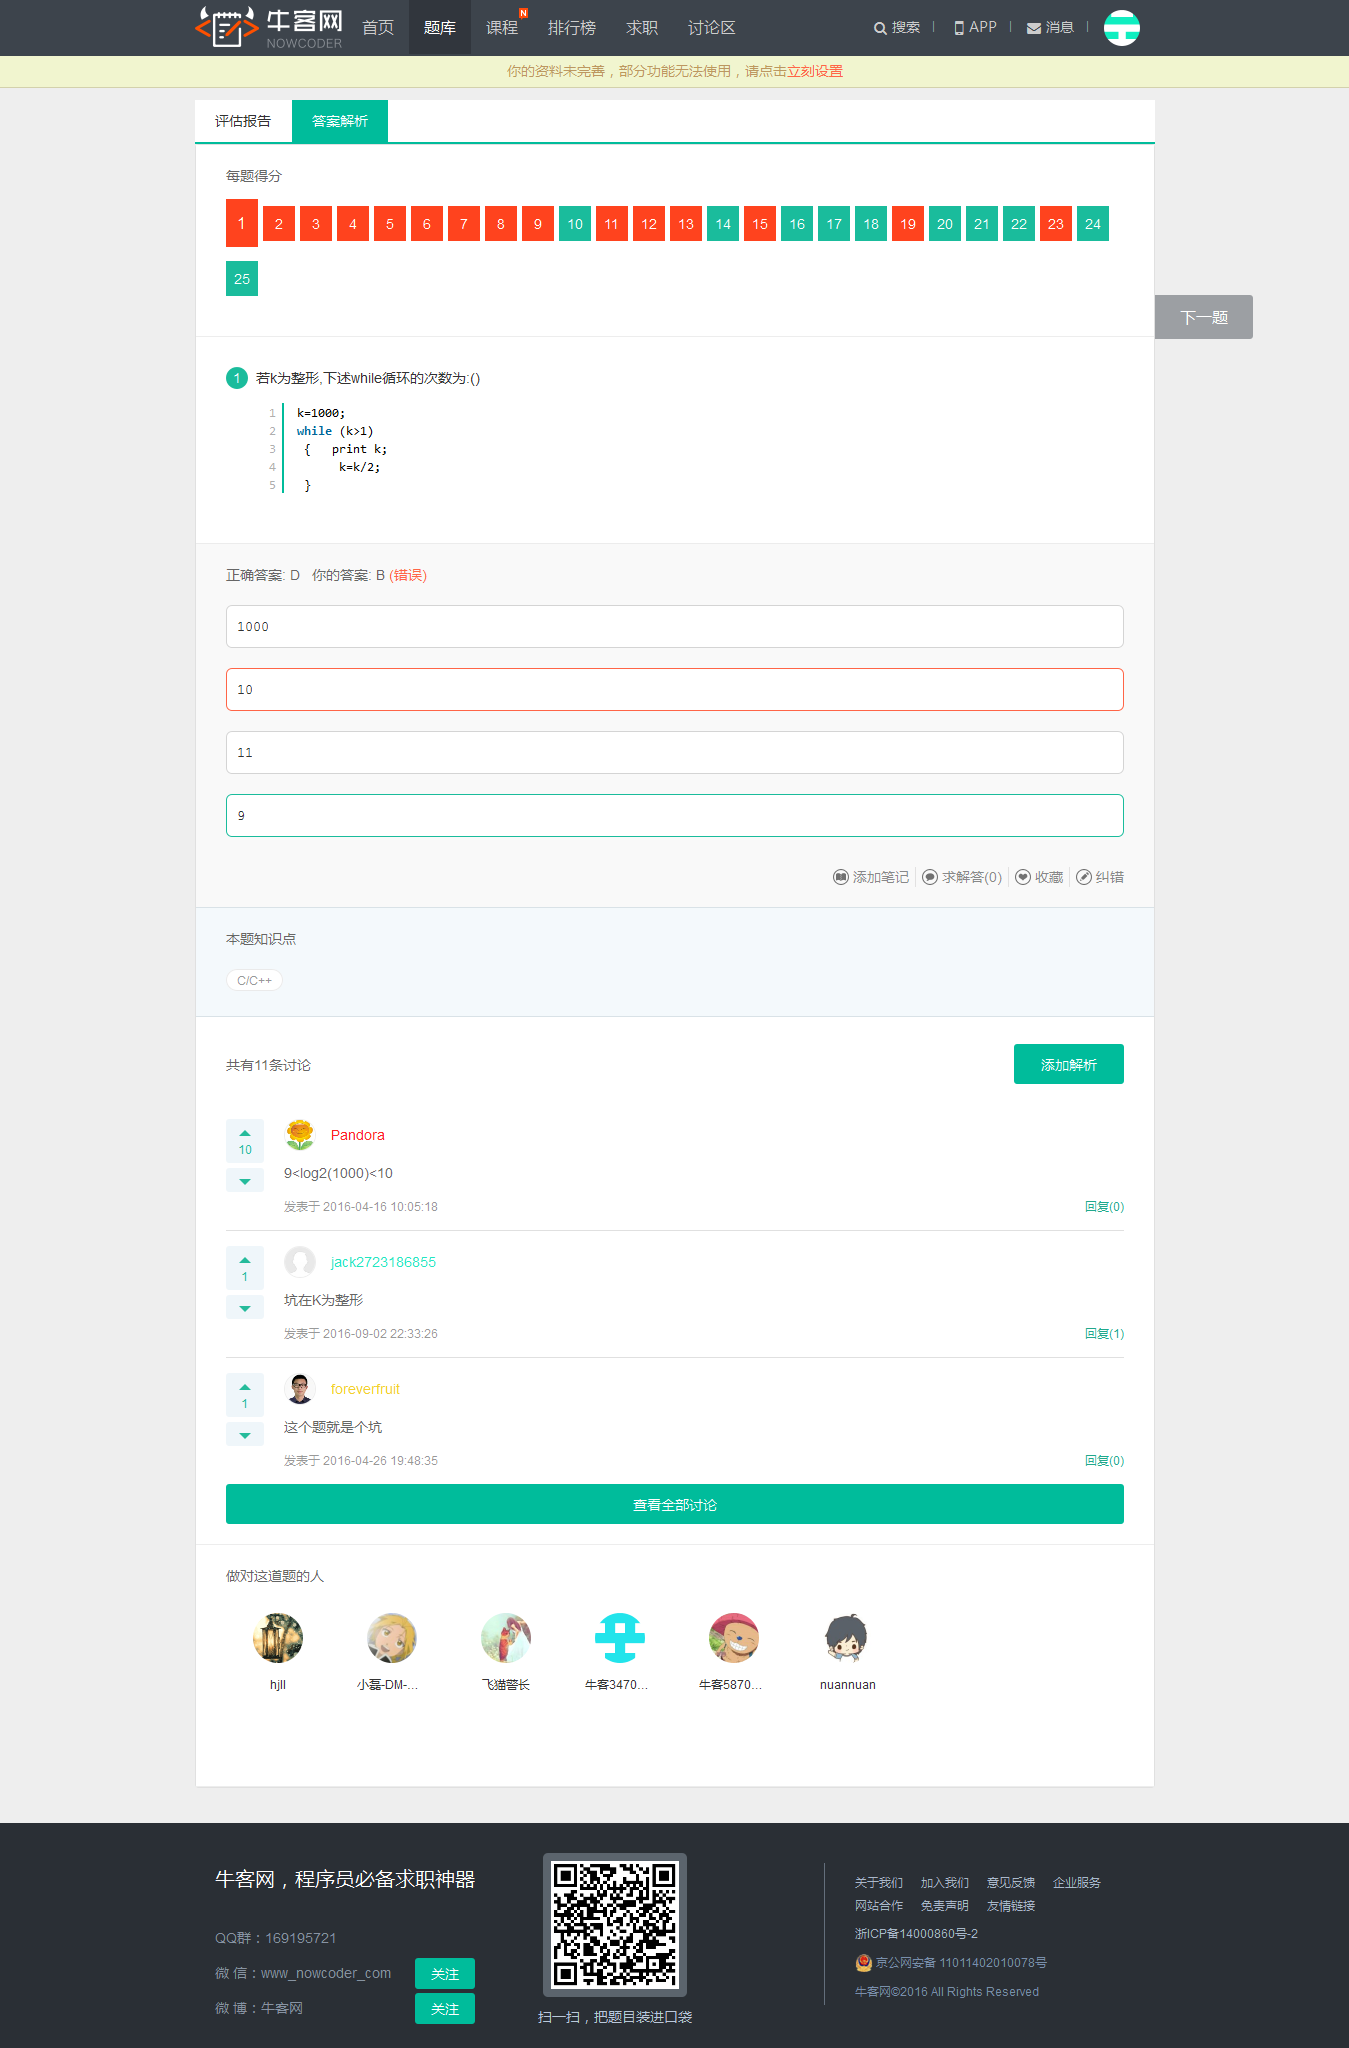 牛客网
NOWCODER
首页 题库 课程 N 排行榜 求职 讨论区 搜索 APP 消息
你的资料未完善，部分功能无法使用，请点击立刻设置
评估报告 答案解析
每题得分
1 2 3 4 5 6 7 8 9 10 11 12 13 14 15 16 17 18 19 20 21 22 23 24
25
下一题
1 若k为整形,下述while循环的次数为:()
1 k=1000;
2 while (k>1)
3 { print k;
4 k=k/2;
5 }
正确答案: D 你的答案: B (错误)
1000
10
11
9
添加笔记 求解答(0) 收藏 纠错
本题知识点
C/C++
共有11条讨论 添加解析
Pandora
10
9<log2(1000)<10
发表于 2016-04-16 10:05:18 回复(0)
jack2723186855
1
坑在K为整形
发表于 2016-09-02 22:33:26 回复(1)
foreverfruit
1
这个题就是个坑
发表于 2016-04-26 19:48:35 回复(0)
查看全部讨论
做对这道题的人
hjll 小磊-DM-... 飞猫警长 牛客3470... 牛客5870... nuannuan
牛客网，程序员必备求职神器
QQ群：169195721
微 信：www_nowcoder_com 关注
微 博：牛客网 关注
扫一扫，把题目装进口袋
关于我们 加入我们 意见反馈 企业服务
网站合作 免责声明 友情链接
浙ICP备14000860号-2
京公网安备 11011402010078号
牛客网©2016 All Rights Reserved